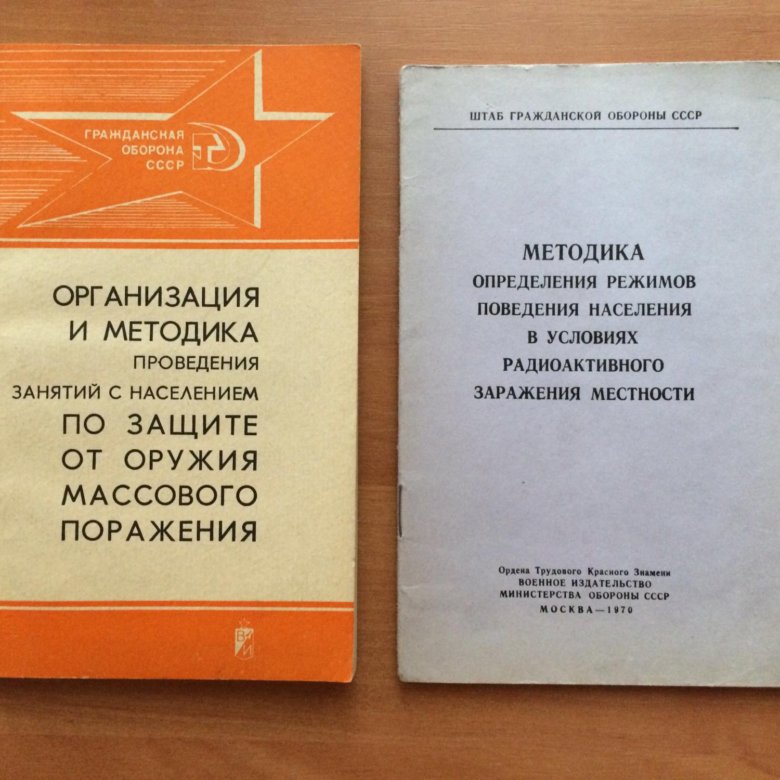 ГРАЖДАНСКАЯ
ОБОРОНА
СССР
ОРГАНИЗАЦИЯ
И МЕТОДИКА
ПРОВЕДЕНИЯ
ЗАНЯТИЙ С НАСЕЛЕНИЕМ
ПО ЗАЩИТЕ
ОТ ОРУЖИЯ
МАССОВОГО
ПОРАЖЕНИЯ
В И
ШТАБ ГРАЖДАНСКОЙ ОБОРОНЫ СССР
МЕТОДИКА
ОПРЕДЕЛЕНИЯ РЕЖИМОВ
ПОВЕДЕНИЯ НАСЕЛЕНИЯ
В УСЛОВИЯХ
РАДИОАКТИВНОГО
ЗАРАЖЕНИЯ МЕСТНОСТИ
Ордена Трудового Красного Знамени
ВОЕННОЕ ИЗДАТЕЛЬСТВО
МИНИСТЕРСТВА ОБОРОНЫ СССР
МОСКВА—1970